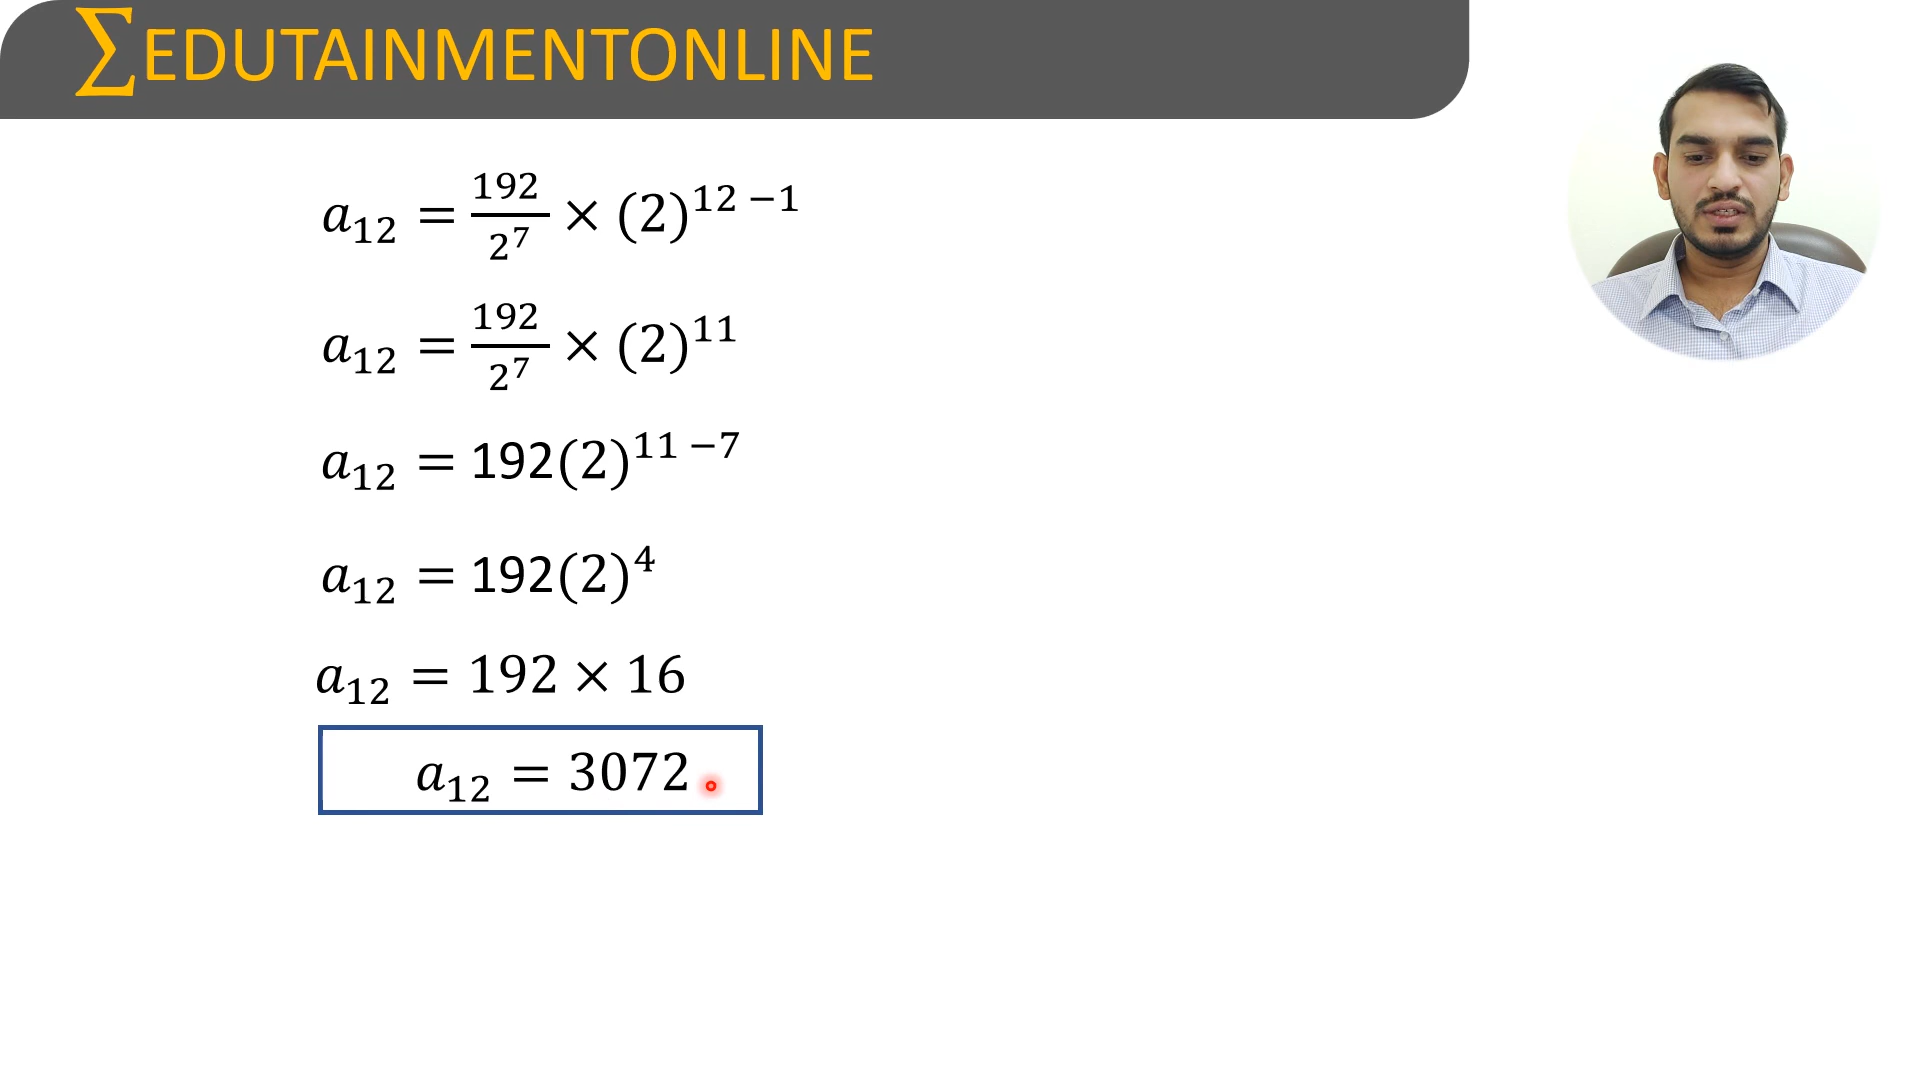 ∑EDUTAINMENTONLINE
a₁₂ = 192/2⁷ × (2)¹² ⁻¹
a₁₂ = 192/2⁷ × (2)¹¹
a₁₂ = 192(2)¹¹ ⁻⁷
a₁₂ = 192(2)⁴
a₁₂ = 192 × 16
a₁₂ = 3072